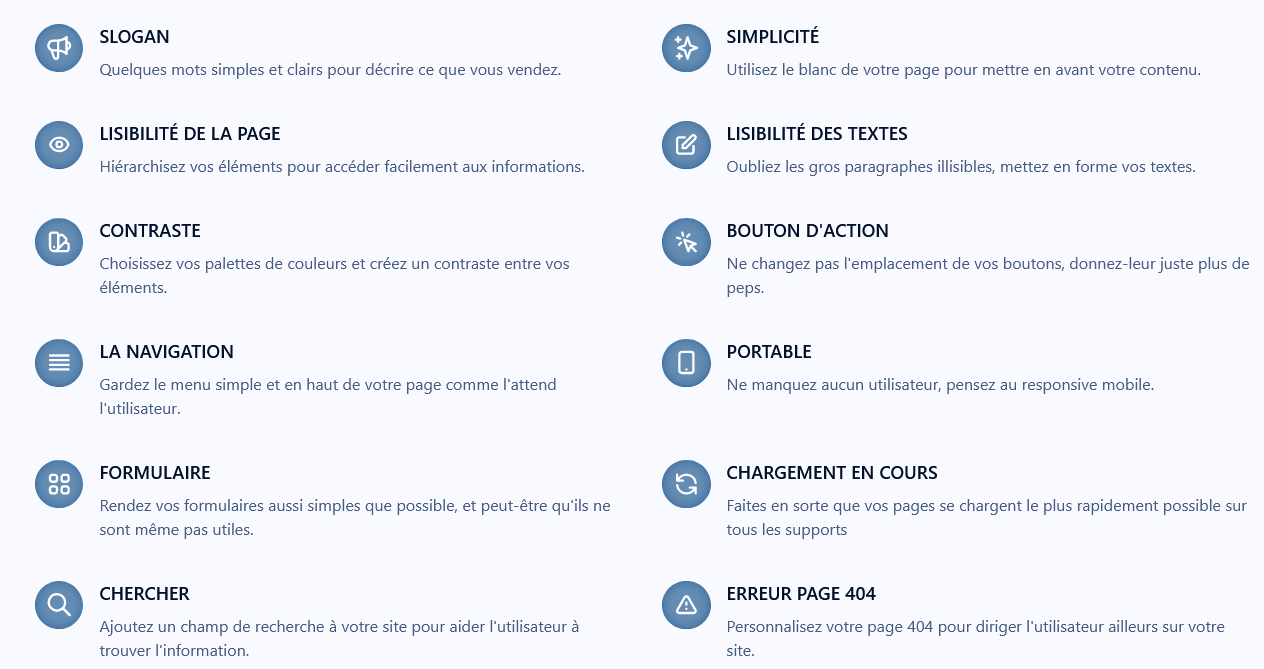 SLOGAN
Quelques mots simples et clairs pour décrire ce que vous vendez.
SIMPLICITÉ
Utilisez le blanc de votre page pour mettre en avant votre contenu.
LISIBILITÉ DE LA PAGE
Hiérarchisez vos éléments pour accéder facilement aux informations.
LISIBILITÉ DES TEXTES
Oubliez les gros paragraphes illisibles, mettez en forme vos textes.
CONTRASTE
Choisissez vos palettes de couleurs et créez un contraste entre vos
éléments.
BOUTON D'ACTION
Ne changez pas l'emplacement de vos boutons, donnez-leur juste plus de
peps.
LA NAVIGATION
Gardez le menu simple et en haut de votre page comme l'attend
l'utilisateur.
PORTABLE
Ne manquez aucun utilisateur, pensez au responsive mobile.
FORMULAIRE
Rendez vos formulaires aussi simples que possible, et peut-être qu'ils ne
sont même pas utiles.
CHARGEMENT EN COURS
Faites en sorte que vos pages se chargent le plus rapidement possible sur
tous les supports
CHERCHER
Ajoutez un champ de recherche à votre site pour aider l'utilisateur à
trouver l'information.
ERREUR PAGE 404
Personnalisez votre page 404 pour diriger l'utilisateur ailleurs sur votre
site.